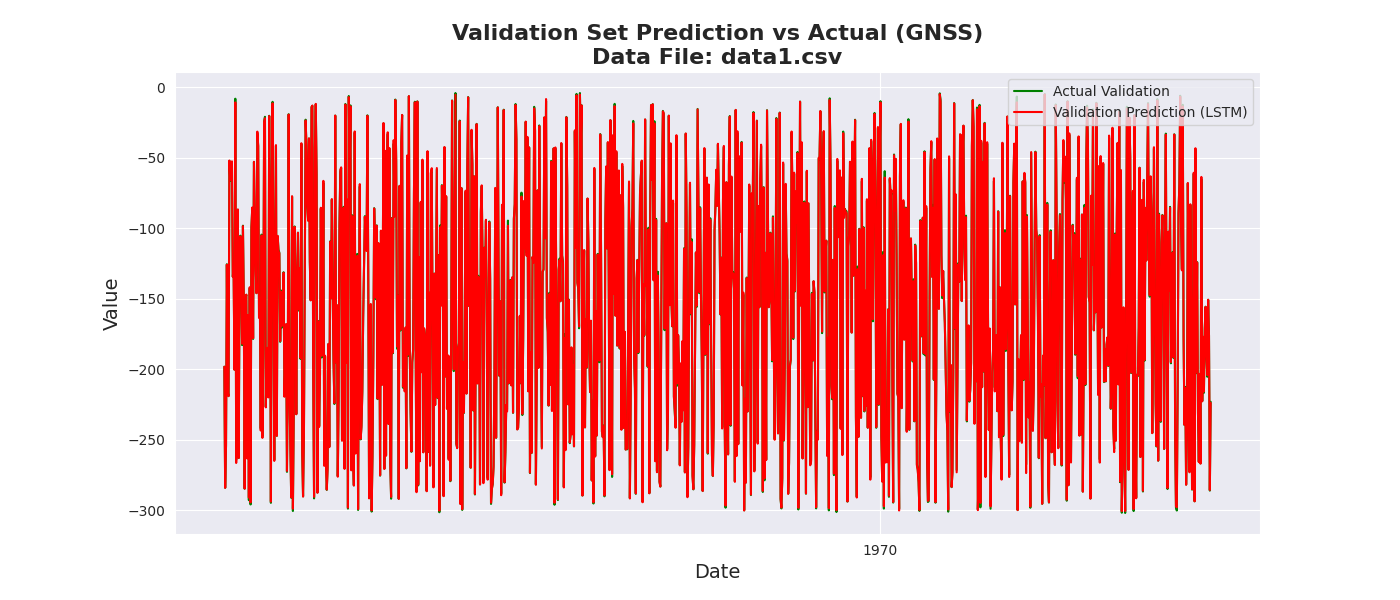 Validation Set Prediction vs Actual (GNSS)
Data File: data1.csv
Actual Validation
Validation Prediction (LSTM)
Value
0
−50
−100
−150
−200
−250
−300
1970
Date